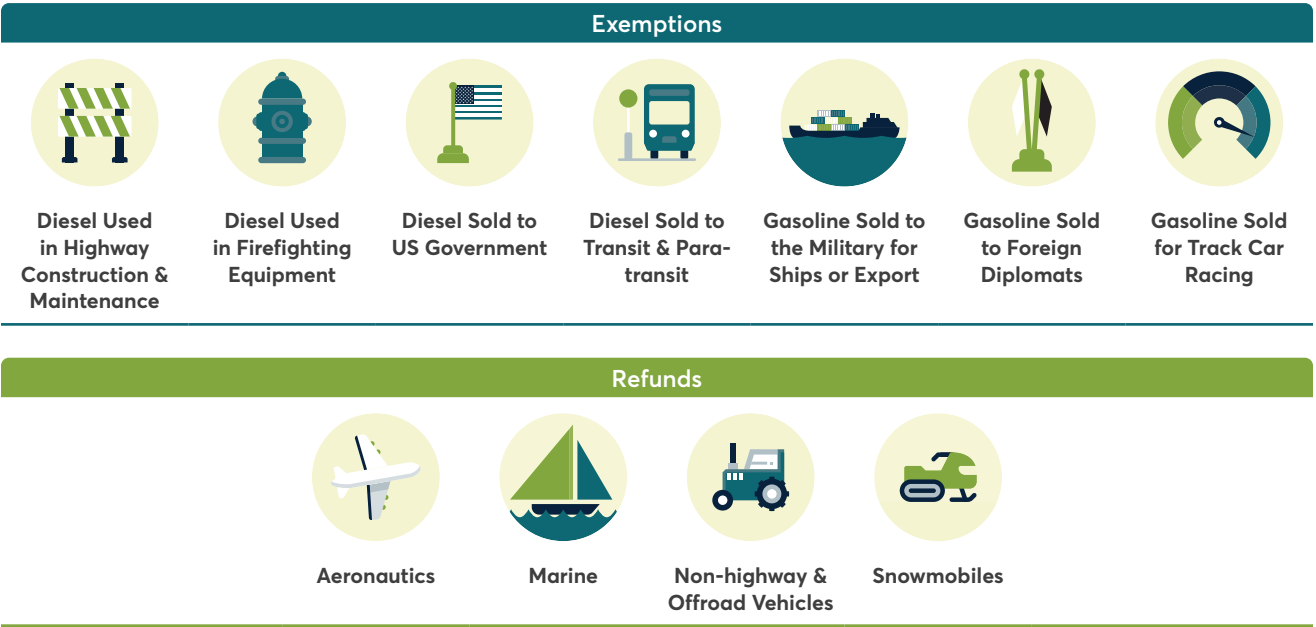 Exemptions
Diesel Used
in Highway
Construction &
Maintenance
Diesel Used
in Firefighting
Equipment
Diesel Sold to
US Government
Diesel Sold to
Transit & Para-
transit
Gasoline Sold to
the Military for
Ships or Export
Gasoline Sold
to Foreign
Diplomats
Gasoline Sold
for Track Car
Racing
Refunds
Aeronautics
Marine
Non-highway &
Offroad Vehicles
Snowmobiles